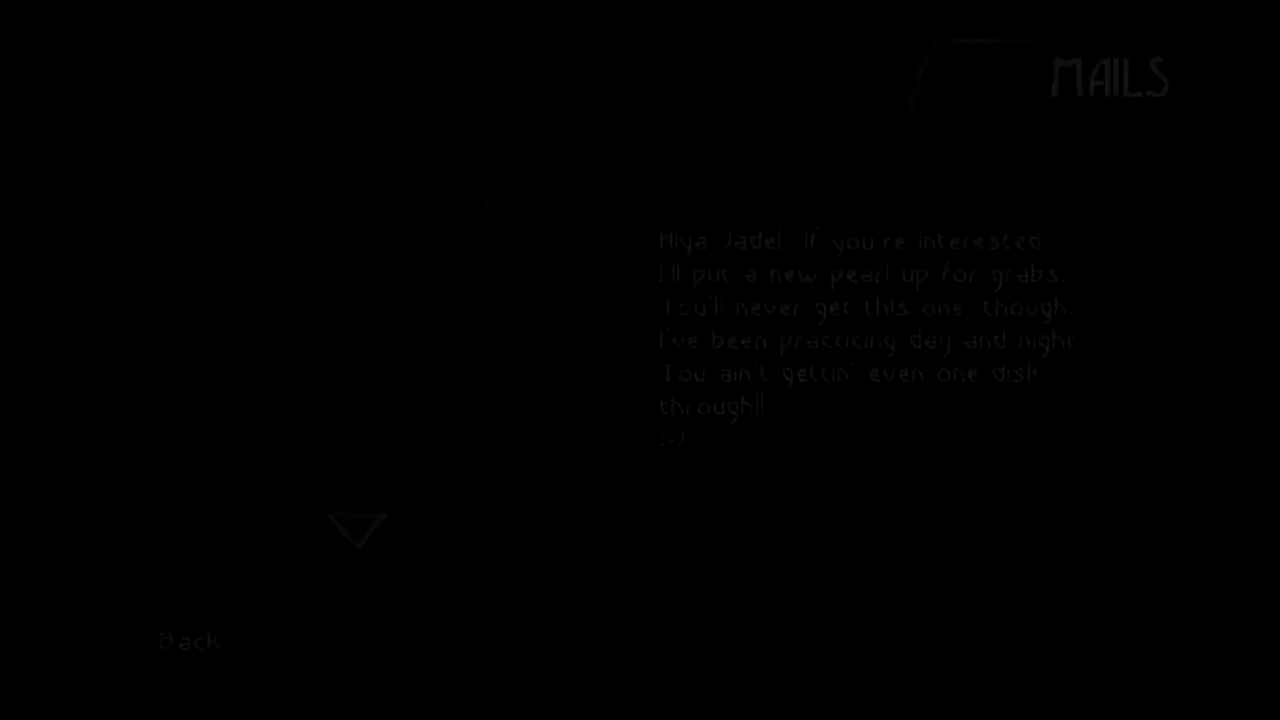 MAILS
Hiya Jade! If you're interested,
I'll put a new pearl up for grabs.
You'll never get this one, though.
I've been practicing day and night.
You ain't gettin' even one disk
through!!
:-)
Back